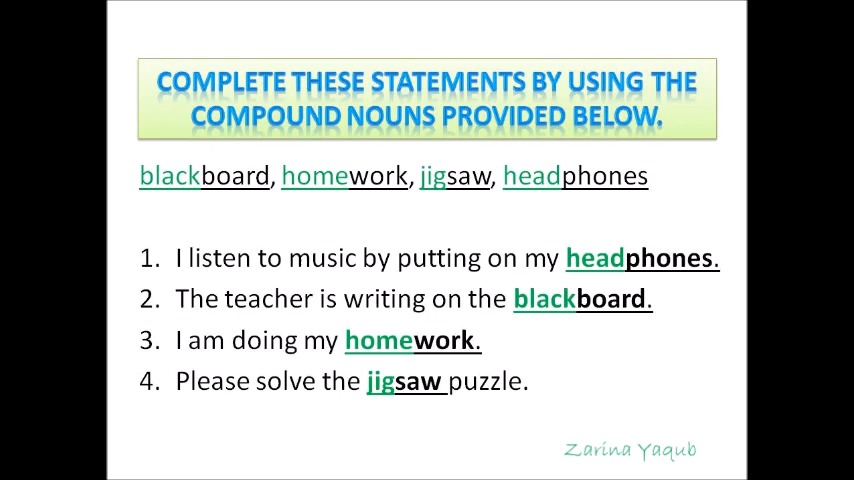 COMPLETE THESE STATEMENTS BY USING THE
COMPOUND NOUNS PROVIDED BELOW.
blackboard, homework, jigsaw, headphones
1. I listen to music by putting on my headphones.
2. The teacher is writing on the blackboard.
3. I am doing my homework.
4. Please solve the jigsaw puzzle.
Zarina Yaqub